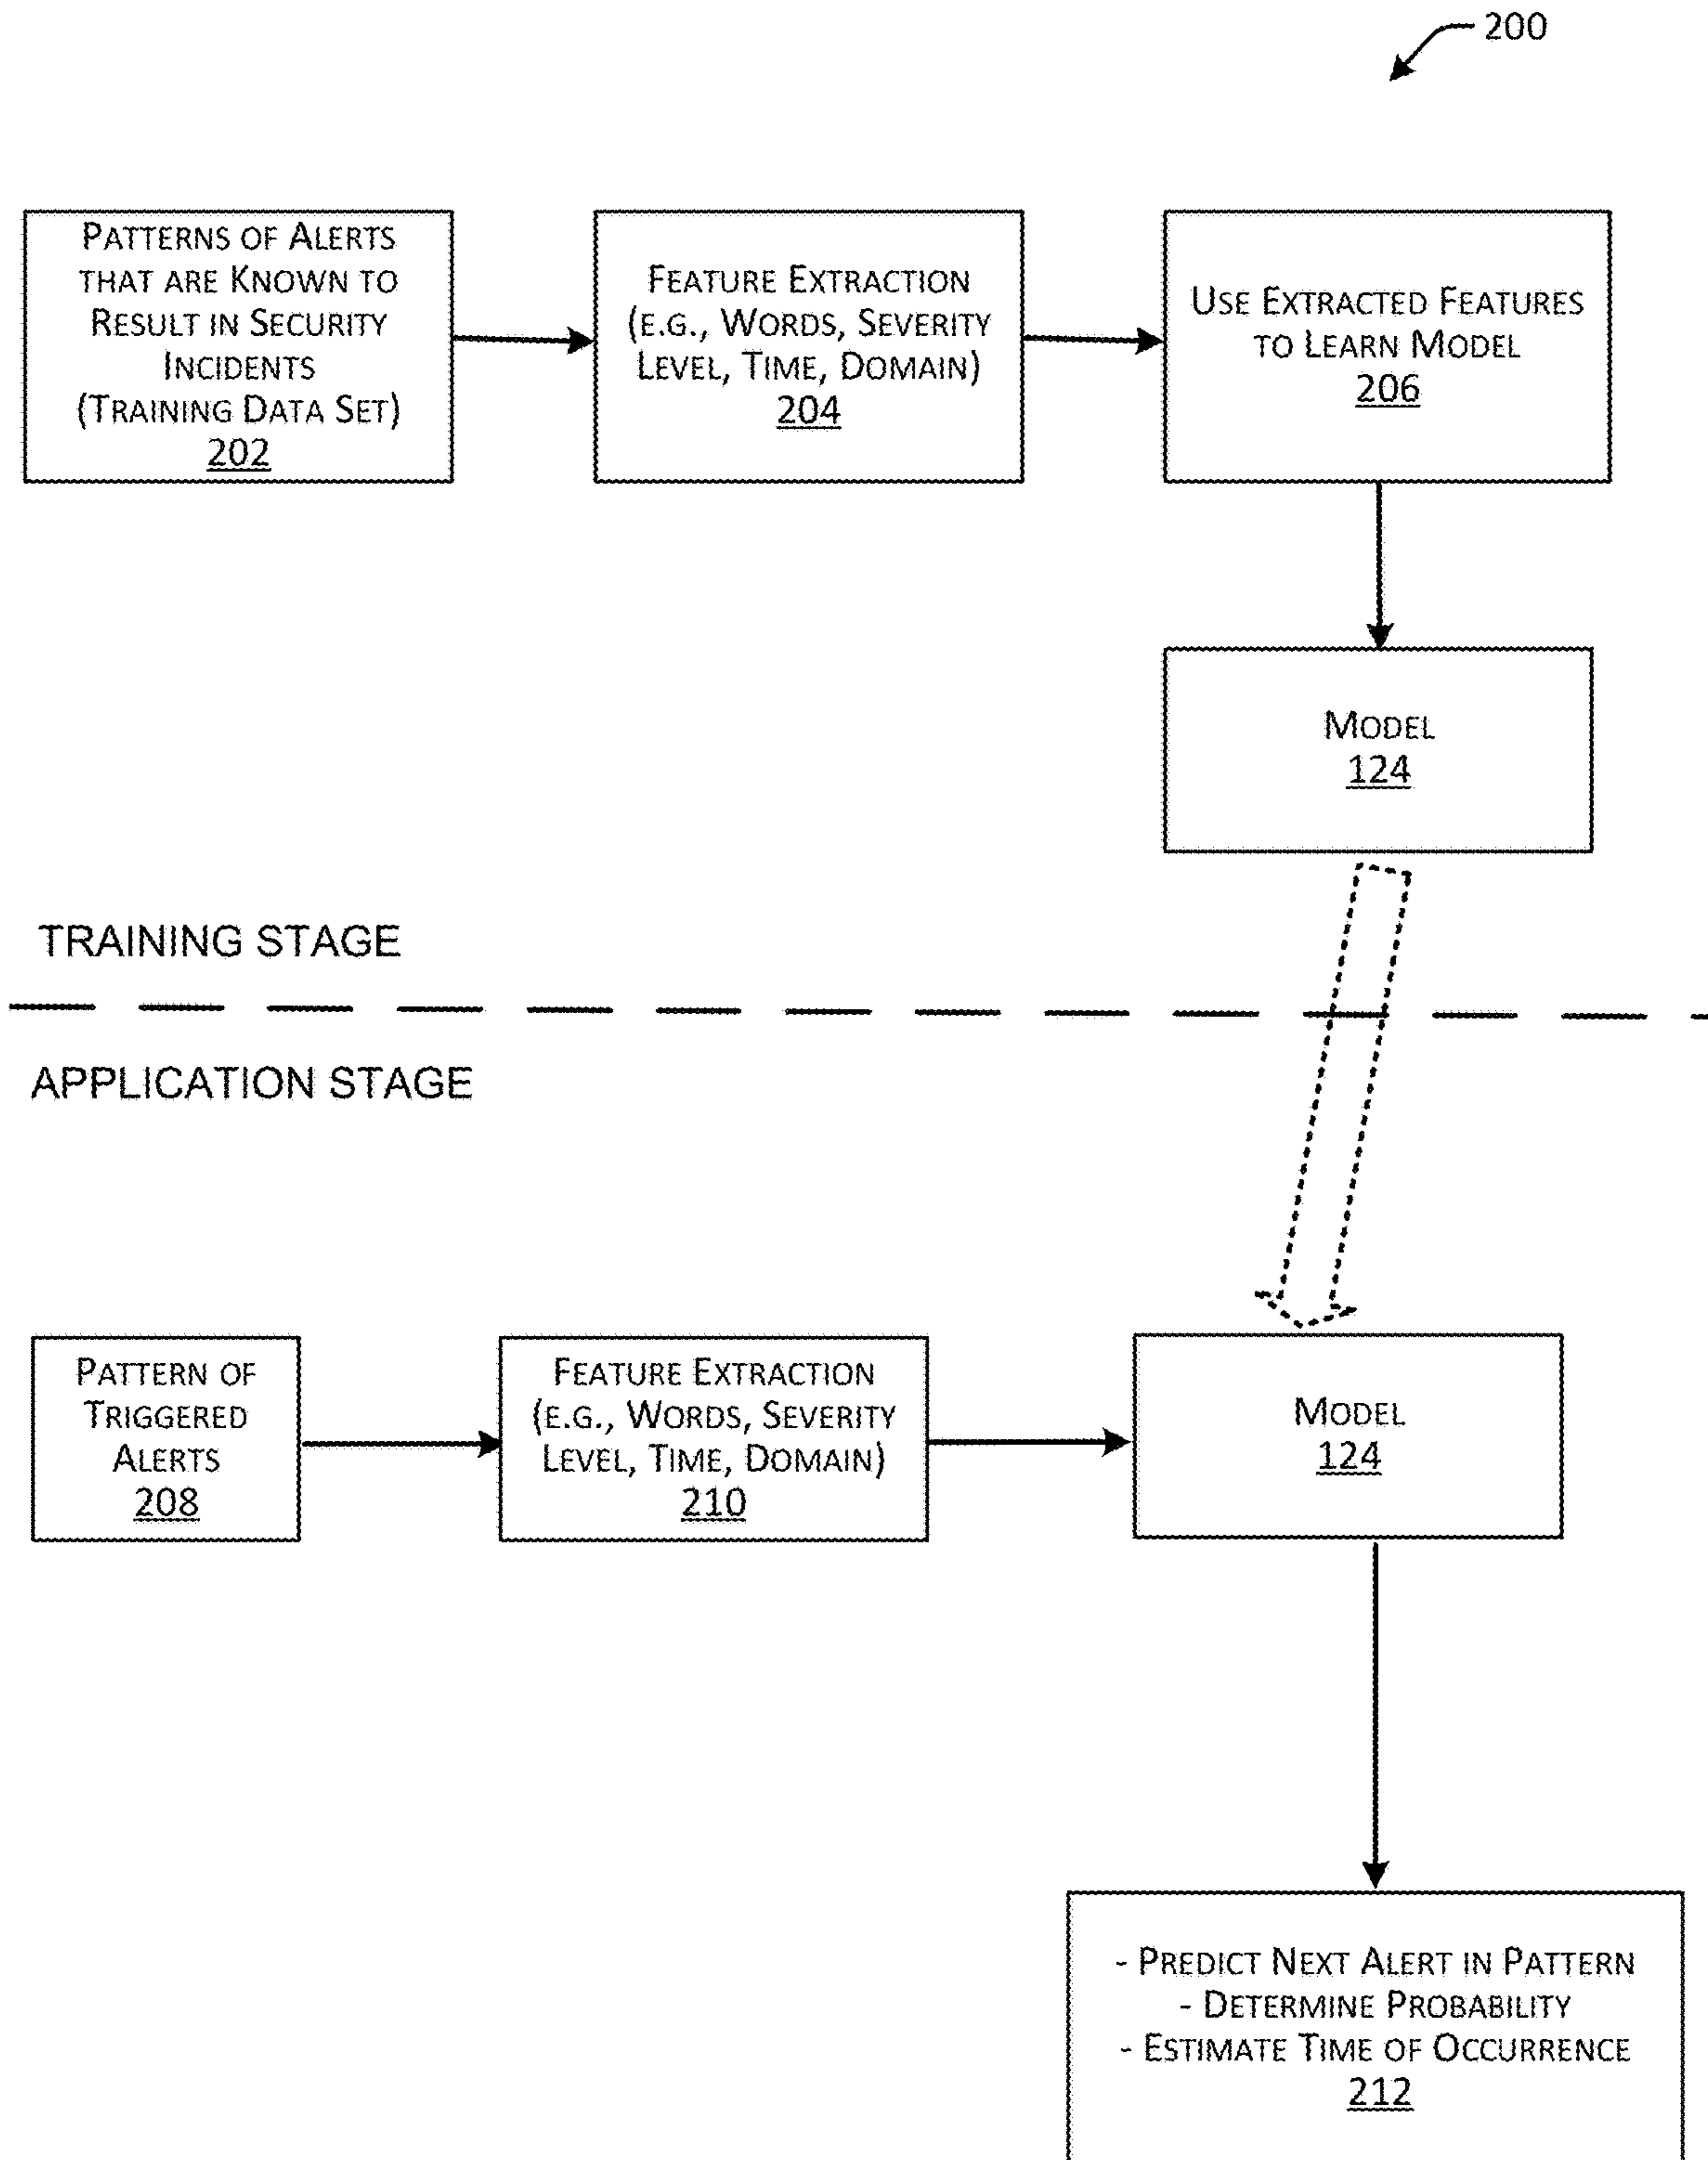 200
PATTERNS OF ALERTS
THAT ARE KNOWN TO
RESULT IN SECURITY
INCIDENTS
(TRAINING DATA SET)
202
FEATURE EXTRACTION
(E.G., WORDS, SEVERITY
LEVEL, TIME, DOMAIN)
204
USE EXTRACTED FEATURES
TO LEARN MODEL
206
MODEL
124
TRAINING STAGE
APPLICATION STAGE
PATTERN OF
TRIGGERED
ALERTS
208
FEATURE EXTRACTION
(E.G., WORDS, SEVERITY
LEVEL, TIME, DOMAIN)
210
MODEL
124
- PREDICT NEXT ALERT IN PATTERN
- DETERMINE PROBABILITY
- ESTIMATE TIME OF OCCURRENCE
212